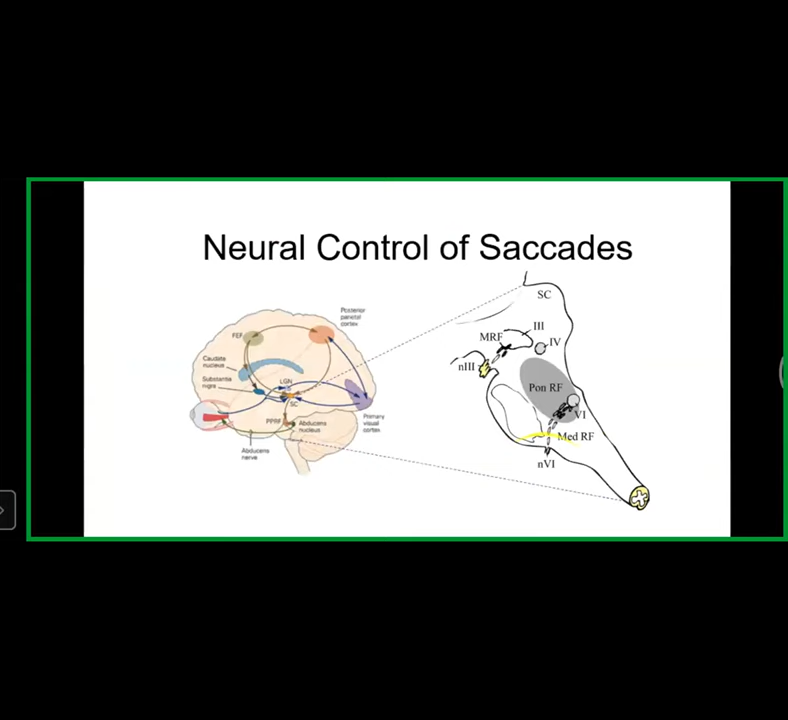 Neural Control of Saccades
Posterior
parietal
cortex
FEF
Caudate
nucleus
Substantia
nigra
LGN
SC
PPRF
Abducens
nucleus
Primary
visual
cortex
Abducens
nerve
SC
III
MRF
IV
nIII
Pon RF
VI
Med RF
nVI